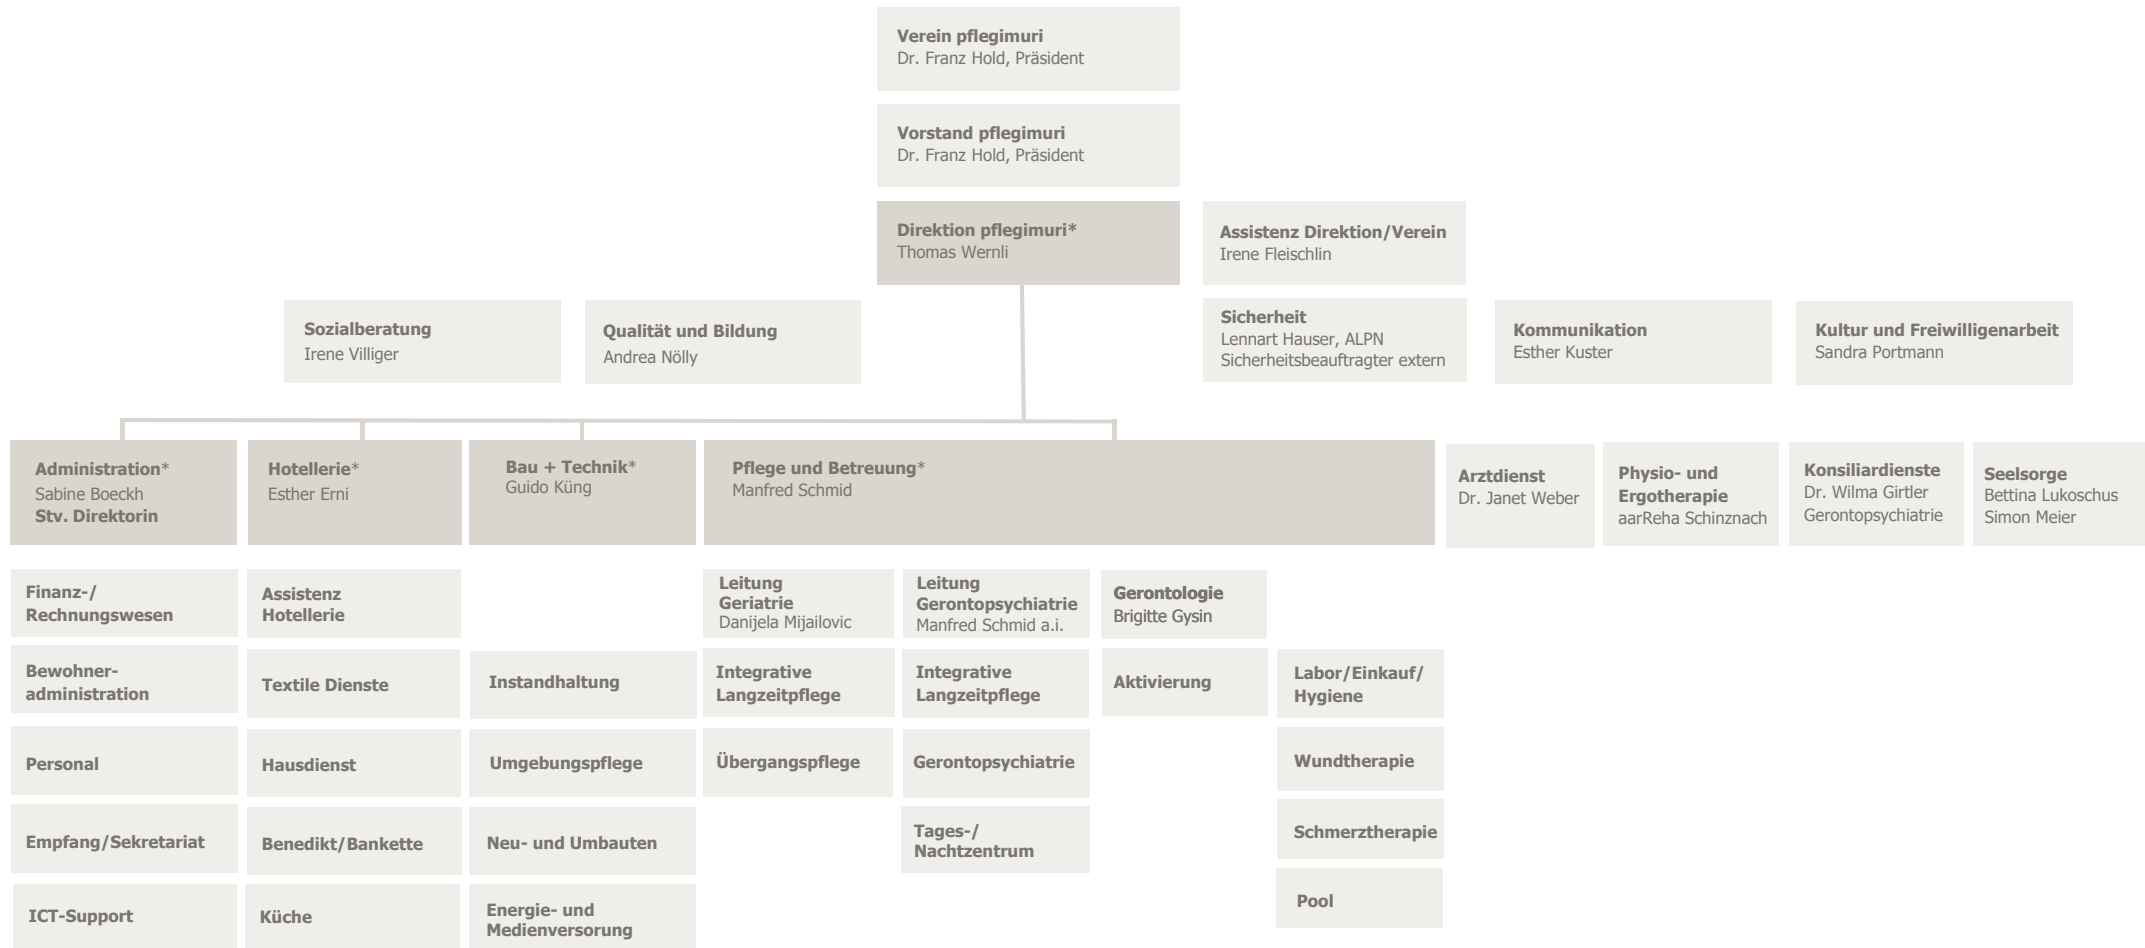 Verein pflegimuri
Dr. Franz Hold, Präsident
Vorstand pflegimuri
Dr. Franz Hold, Präsident
Direktion pflegimuri*
Thomas Wernli
Assistenz Direktion/Verein
Irene Fleischlin
Sozialberatung
Irene Villiger
Qualität und Bildung
Andrea Nölly
Sicherheit
Lennart Hauser, ALPN
Sicherheitsbeauftragter extern
Kommunikation
Esther Kuster
Kultur und Freiwilligenarbeit
Sandra Portmann
Administration*
Sabine Boeckh
Stv. Direktorin
Hotellerie*
Esther Erni
Bau + Technik*
Guido Küng
Pflege und Betreuung*
Manfred Schmid
Arztdienst
Dr. Janet Weber
Physio- und
Ergotherapie
aarReha Schinznach
Konsiliardienste
Dr. Wilma Girtler
Gerontopsychiatrie
Seelsorge
Bettina Lukoschus
Simon Meier
Finanz-/
Rechnungswesen
Assistenz
Hotellerie
Leitung
Geriatrie
Danijela Mijailovic
Leitung
Gerontopsychiatrie
Manfred Schmid a.i.
Gerontologie
Brigitte Gysin
Bewohner-
administration
Textile Dienste
Instandhaltung
Integrative
Langzeitpflege
Integrative
Langzeitpflege
Aktivierung
Labor/Einkauf/
Hygiene
Personal
Hausdienst
Umgebungspflege
Übergangspflege
Gerontopsychiatrie
Wundtherapie
Empfang/Sekretariat
Benedikt/Bankette
Neu- und Umbauten
Tages-/
Nachtzentrum
Schmerztherapie
ICT-Support
Küche
Energie- und
Medienversorung
Pool